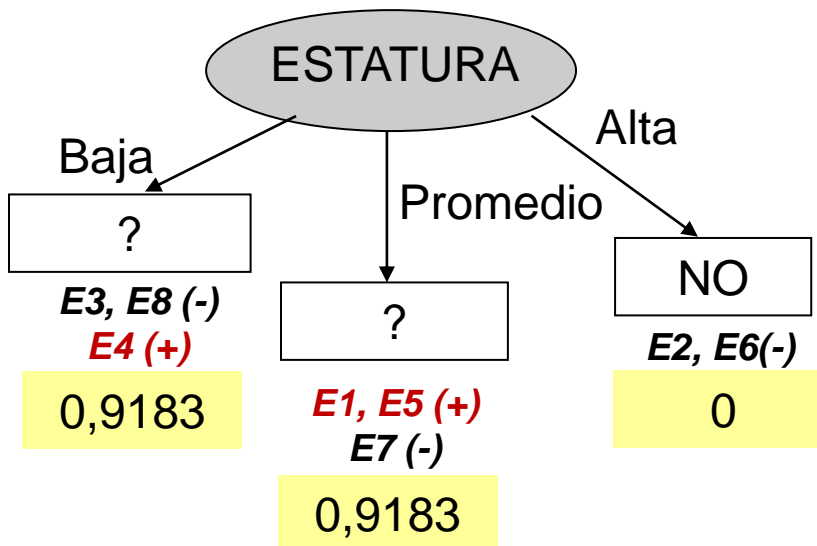 ESTATURA
Baja
Promedio
Alta
?
E3, E8 (-)
E4 (+)
0,9183
?
E1, E5 (+)
E7 (-)
0,9183
NO
E2, E6(-)
0